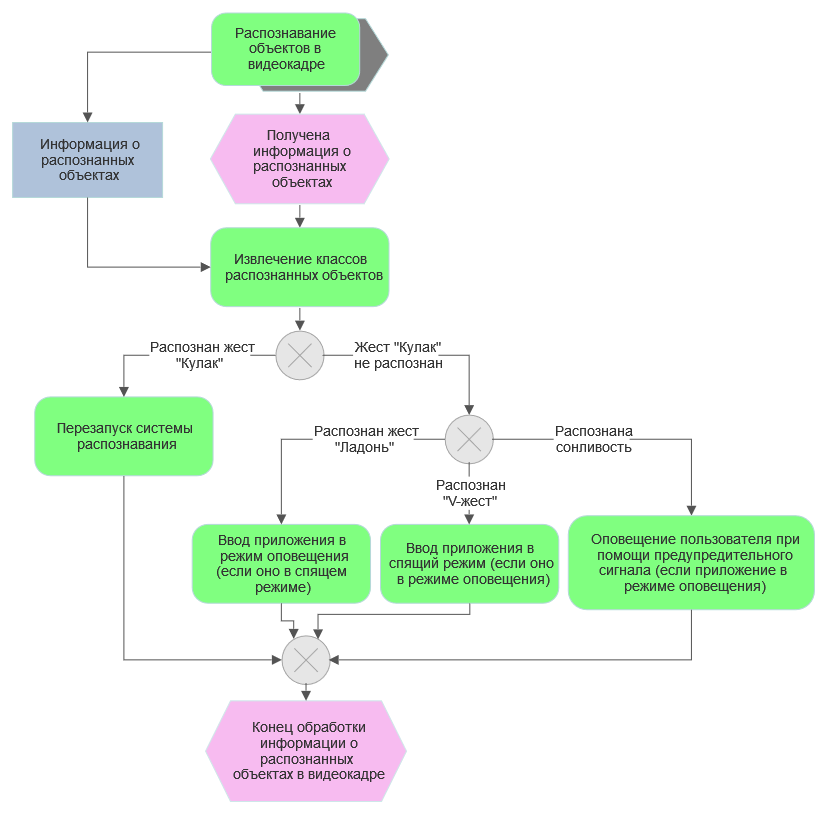 Распознавание
объектов в
видеокадре
Информация о
распознанных
объектах
Получена
информация о
распознанных
объектах
Извлечение классов
распознанных объектов
Распознан жест
"Кулак"
Жест "Кулак"
не распознан
Перезапуск системы
распознавания
Распознан жест
"Ладонь"
Распознан
"V-жест"
Распознана
сонливость
Ввод приложения в
режим оповещения
(если оно в спящем
режиме)
Ввод приложения в
спящий режим (если оно
в режиме оповещения)
Оповещение пользователя при
помощи предупредительного
сигнала (если приложение в
режиме оповещения)
Конец обработки
информации о
распознанных
объектах в видеокадре